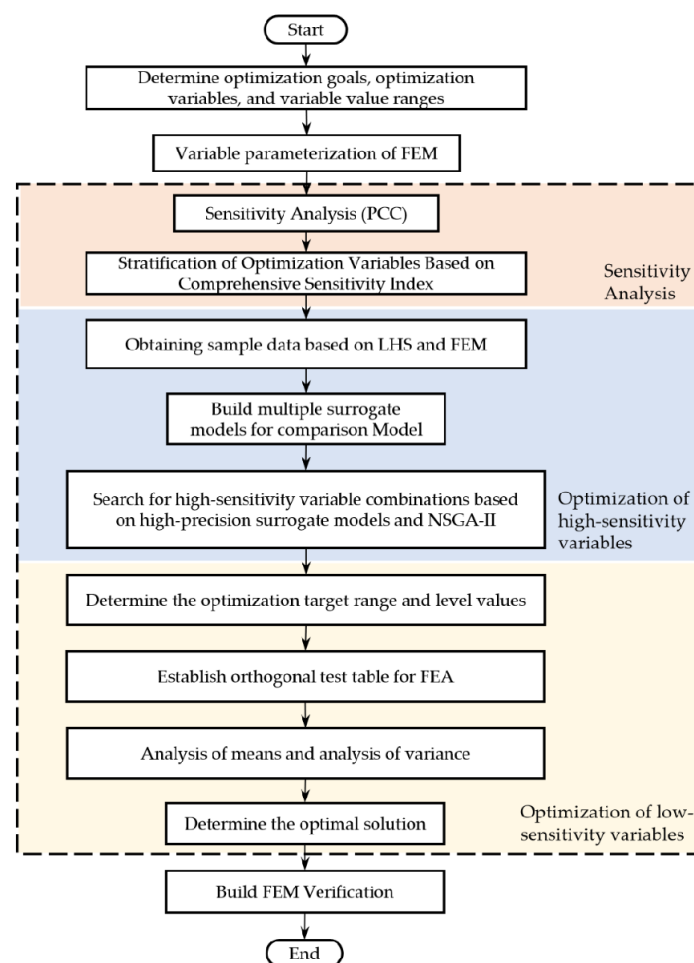 Start
Determine optimization goals, optimization
variables, and variable value ranges
Variable parameterization of FEM
Sensitivity Analysis (PCC)
Stratification of Optimization Variables Based on
Comprehensive Sensitivity Index
Sensitivity
Analysis
Obtaining sample data based on LHS and FEM
Build multiple surrogate
models for comparison Model
Search for high-sensitivity variable combinations based
on high-precision surrogate models and NSGA-II
Optimization of
high-sensitivity
variables
Determine the optimization target range and level values
Establish orthogonal test table for FEA
Analysis of means and analysis of variance
Determine the optimal solution
Optimization of low-
sensitivity variables
Build FEM Verification
End